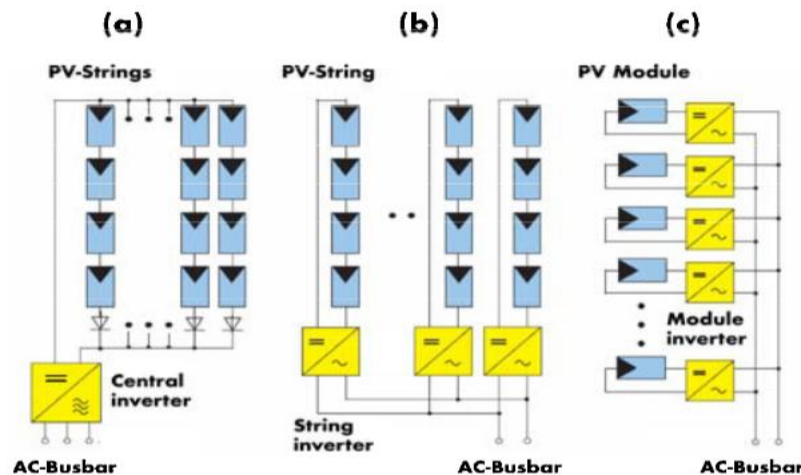 (a)
(b)
(c)
PV-Strings
PV-String
PV Module
Central
inverter
AC-Busbar
String
inverter
AC-Busbar
Module
inverter
AC-Busbar